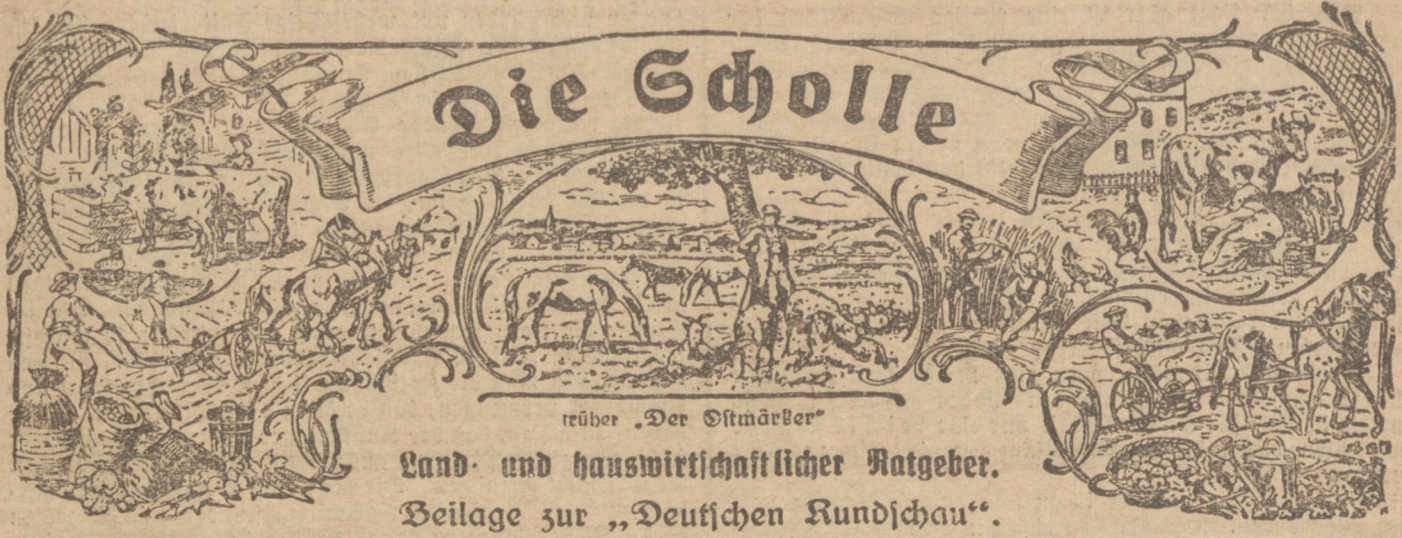 Die Scholle
früher „Der Ostmärker“
Land- und hauswirtschaftlicher Ratgeber.
Beilage zur „Deutschen Rundschau“.